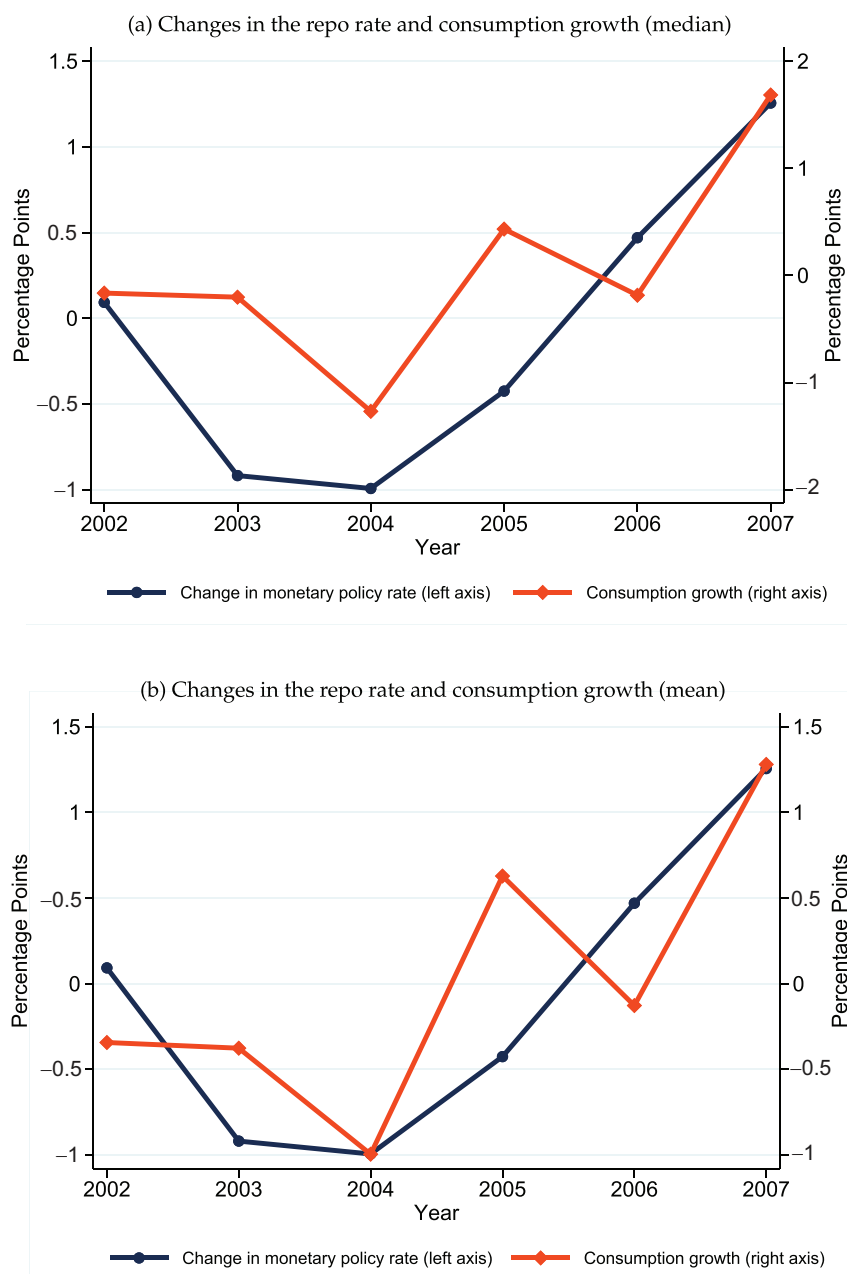 (a) Changes in the repo rate and consumption growth (median)
1.5
1
0.5
0
−0.5
−1
Percentage Points
2
1
0
−1
−2
Percentage Points
2002 2003 2004 2005 2006 2007
Year
Change in monetary policy rate (left axis) Consumption growth (right axis)
(b) Changes in the repo rate and consumption growth (mean)
1.5
1
−0.5
0
−0.5
−1
Percentage Points
1.5
1
0.5
0
−0.5
−1
Percentage Points
2002 2003 2004 2005 2006 2007
Year
Change in monetary policy rate (left axis) Consumption growth (right axis)